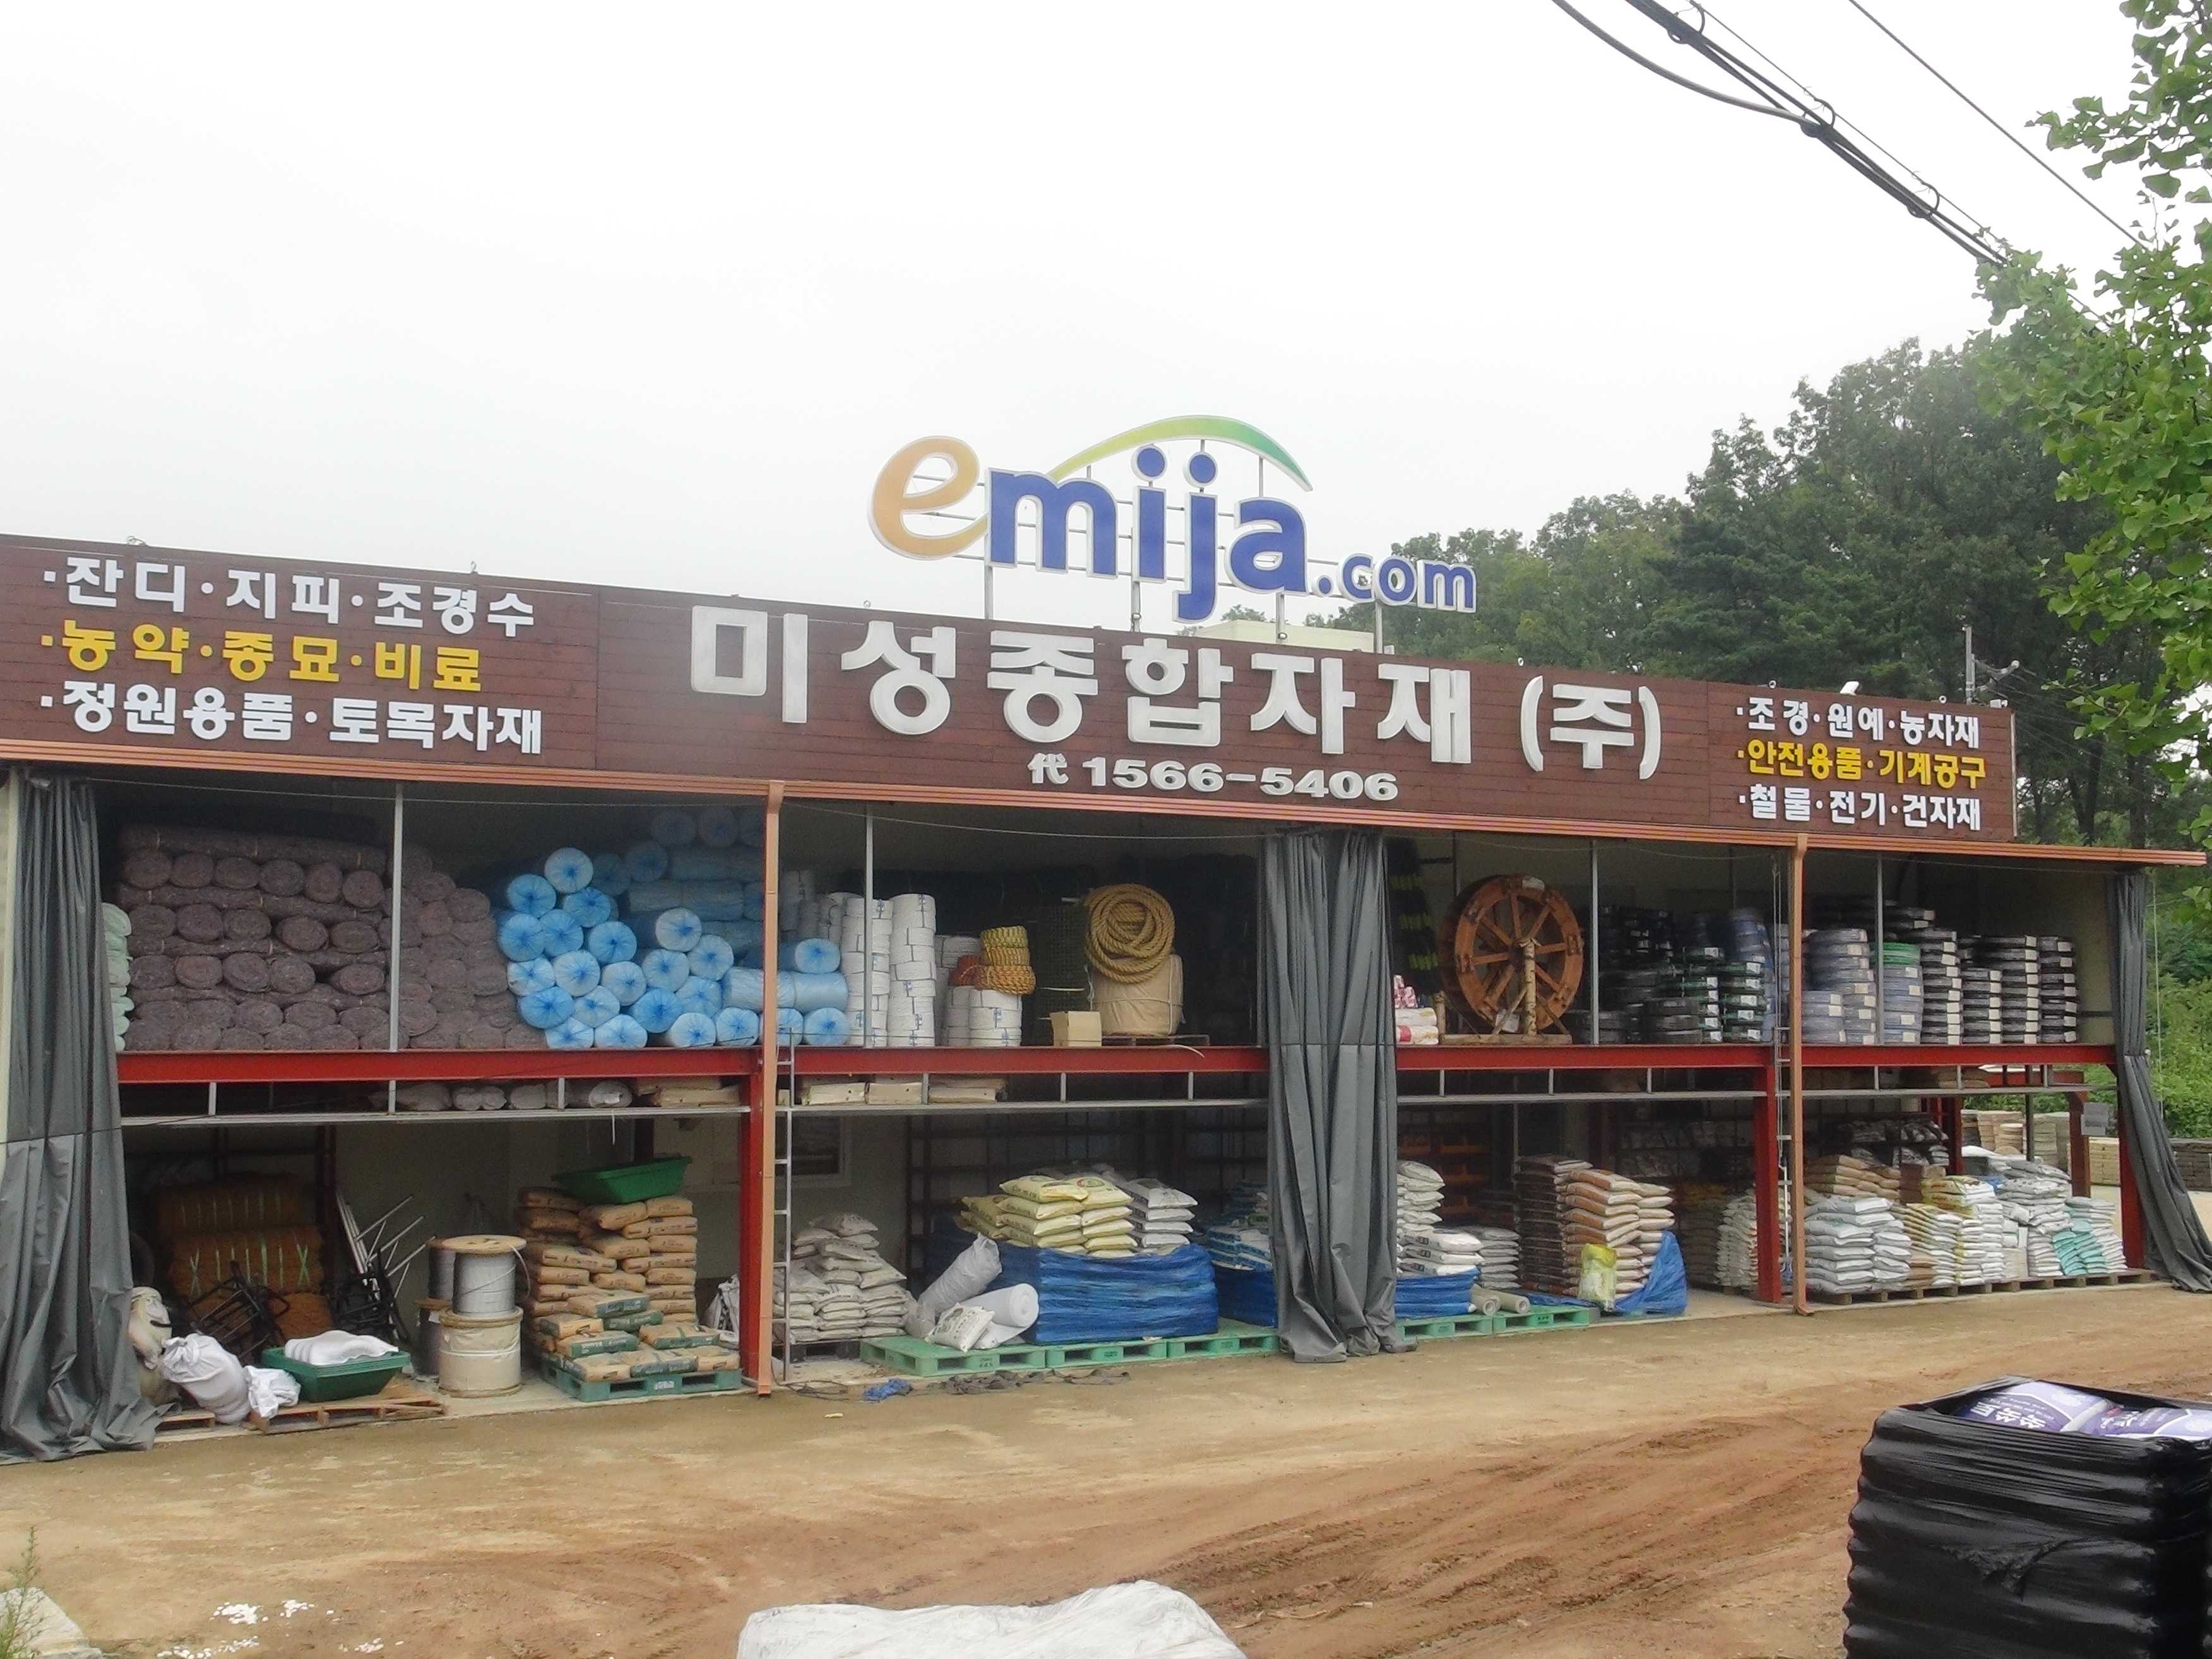 emija.com
·잔디·지피·조경수
·농약·종묘·비료
·정원용품·토목자재
미성종합자재(주)
代 1566-5406
·조경·원예·농자재
·안전용품·기계공구
·철물·전기·건자재